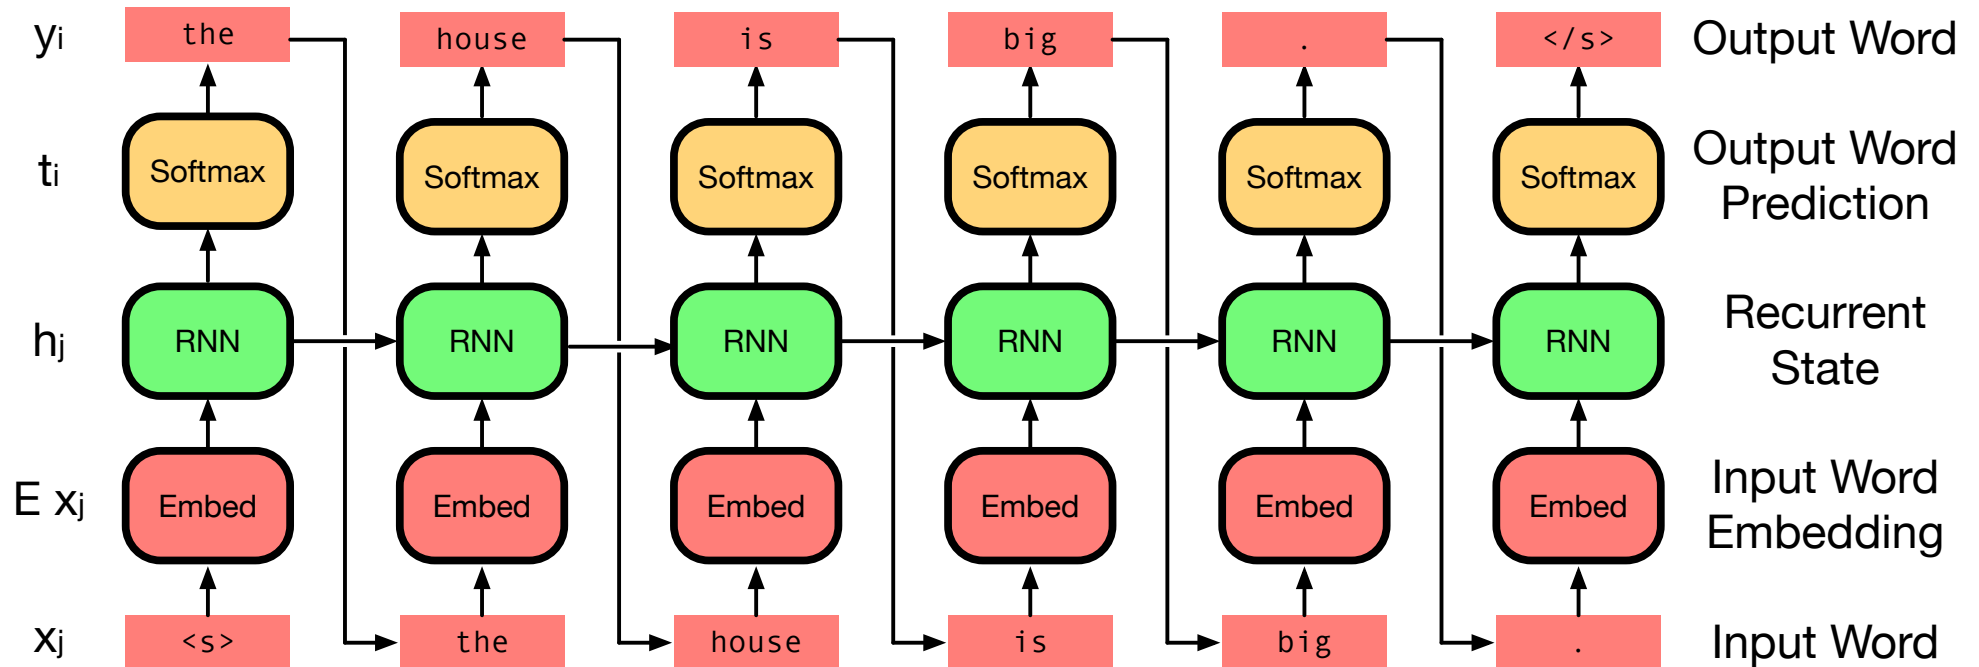 yi the house is big . </s> Output Word
ti Softmax Softmax Softmax Softmax Softmax Softmax Output Word
Prediction
hj RNN RNN RNN RNN RNN RNN Recurrent
State
E xj Embed Embed Embed Embed Embed Embed Input Word
Embedding
xj <s> the house is big . Input Word